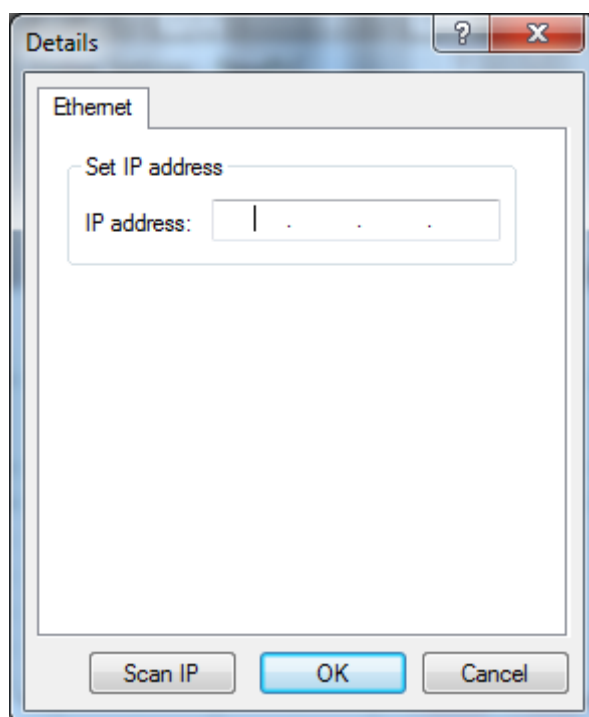 Details
Ethernet
Set IP address
IP address: . . .
Scan IP OK Cancel